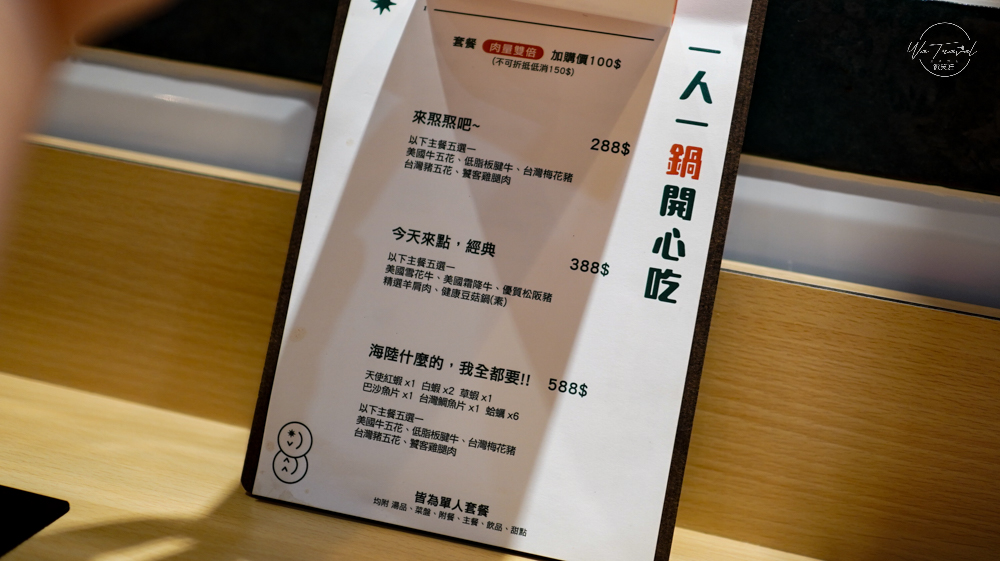 套餐 肉量雙倍 加購價100$
(不可折抵低消150$)
來焣焣吧~
288$
以下主餐五選一
美國牛五花、低脂板腱牛、台灣梅花豬
台灣豬五花、饕客雞腿肉
今天來點，經典
388$
以下主餐五選一
美國雪花牛、美國霜降牛、優質松阪豬
精選羊肩肉、健康豆菇鍋(素)
海陸什麼的，我全都要!! 588$
天使紅蝦 x1 白蝦 x2 草蝦 x1
巴沙魚片 x1 台灣鯛魚片 x1 蛤蠣 x6
以下主餐五選一
美國牛五花、低脂板腱牛、台灣梅花豬
台灣豬五花、饕客雞腿肉
皆為單人套餐
均附 湯品、菜盤、附餐、主餐、飲品、甜點
一人一鍋開心吃
Wei Travel